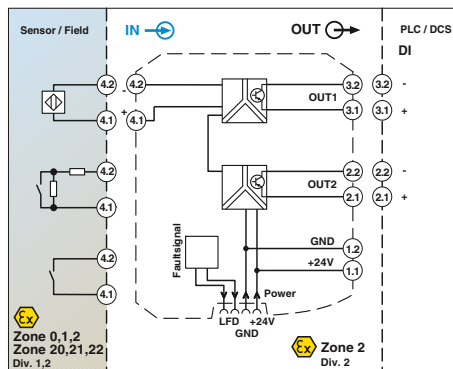 Sensor / Field
IN
OUT
PLC / DCS
DI
4.2
-
4.2
3.2
3.2
-
OUT1
4.1
+
4.1
3.1
3.1
+
4.2
2.2
2.2
-
OUT2
4.1
2.1
2.1
+
Faultsignal
GND
1.2
4.2
+24V
1.1
4.1
Power
LFD
+24V
GND
Ex
Zone 0,1,2
Zone 20,21,22
Div. 1,2
Ex
Zone 2
Div. 2